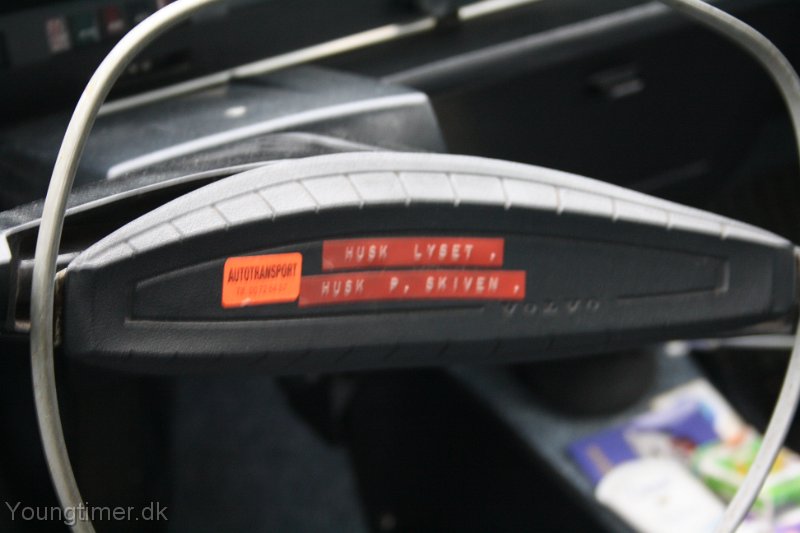 HUSK LYSET,
AUTOTRANSPORT
HUSK P. SKIVEN,
VOLVO
Youngtimer.dk